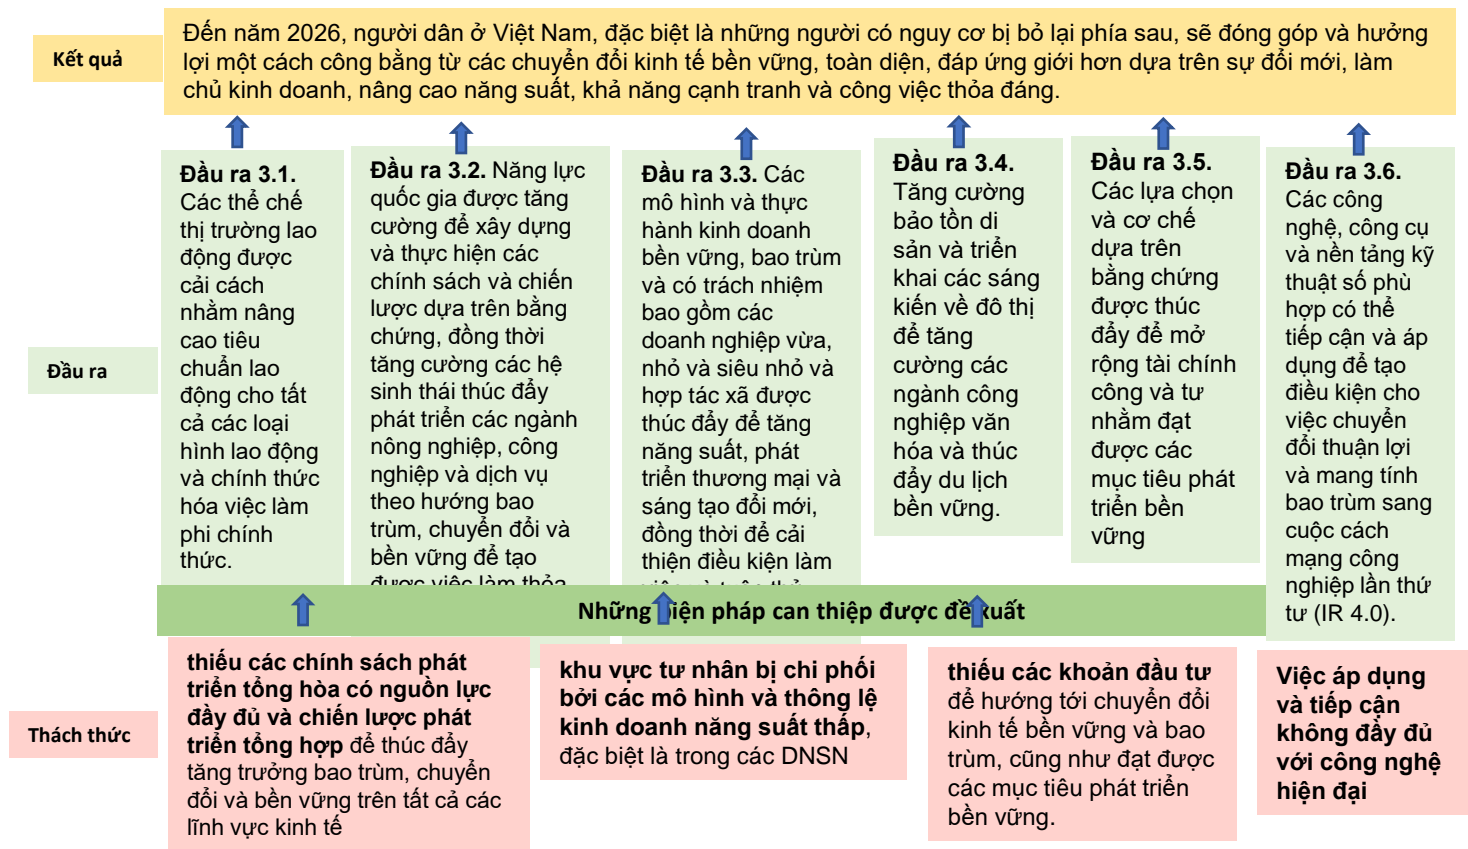 Kết quả
Đến năm 2026, người dân ở Việt Nam, đặc biệt là những người có nguy cơ bị bỏ lại phía sau, sẽ đóng góp và hưởng
lợi một cách công bằng từ các chuyển đổi kinh tế bền vững, toàn diện, đáp ứng giới hơn dựa trên sự đổi mới, làm
chủ kinh doanh, nâng cao năng suất, khả năng cạnh tranh và công việc thỏa đáng.
Đầu ra
Đầu ra 3.1.
Các thể chế
thị trường lao
động được
cải cách
nhằm nâng
cao tiêu
chuẩn lao
động cho tất
cả các loại
hình lao động
và chính thức
hóa việc làm
phi chính
thức.
Đầu ra 3.2. Năng lực
quốc gia được tăng
cường để xây dựng
và thực hiện các
chính sách và chiến
lược dựa trên bằng
chứng, đồng thời
tăng cường các hệ
sinh thái thúc đẩy
phát triển các ngành
nông nghiệp, công
nghiệp và dịch vụ
theo hướng bao
trùm, chuyển đổi và
bền vững để tạo
được việc làm thỏa
Đầu ra 3.3. Các
mô hình và thực
hành kinh doanh
bền vững, bao trùm
và có trách nhiệm
bao gồm các
doanh nghiệp vừa,
nhỏ và siêu nhỏ và
hợp tác xã được
thúc đẩy để tăng
năng suất, phát
triển thương mại và
sáng tạo đổi mới,
đồng thời để cải
thiện điều kiện làm
Đầu ra 3.4.
Tăng cường
bảo tồn di
sản và triển
khai các sáng
kiến về đô thị
để tăng
cường các
ngành công
nghiệp văn
hóa và thúc
đẩy du lịch
bền vững.
Đầu ra 3.5.
Các lựa chọn
và cơ chế
dựa trên
bằng chứng
được thúc
đẩy để mở
rộng tài chính
công và tư
nhằm đạt
được các
mục tiêu phát
triển bền
vững
Đầu ra 3.6.
Các công
nghệ, công cụ
và nền tảng kỹ
thuật số phù
hợp có thể
tiếp cận và áp
dụng để tạo
điều kiện cho
việc chuyển
đổi thuận lợi
và mang tính
bao trùm sang
cuộc cách
mạng công
nghiệp lần thứ
tư (IR 4.0).
Những biện pháp can thiệp được đề xuất
Thách thức
thiếu các chính sách phát
triển tổng hòa có nguồn lực
đầy đủ và chiến lược phát
triển tổng hợp để thúc đẩy
tăng trưởng bao trùm, chuyển
đổi và bền vững trên tất cả các
lĩnh vực kinh tế
khu vực tư nhân bị chi phối
bởi các mô hình và thông lệ
kinh doanh năng suất thấp,
đặc biệt là trong các DNSN
thiếu các khoản đầu tư
để hướng tới chuyển đổi
kinh tế bền vững và bao
trùm, cũng như đạt được
các mục tiêu phát triển
bền vững.
Việc áp dụng
và tiếp cận
không đầy đủ
với công nghệ
hiện đại